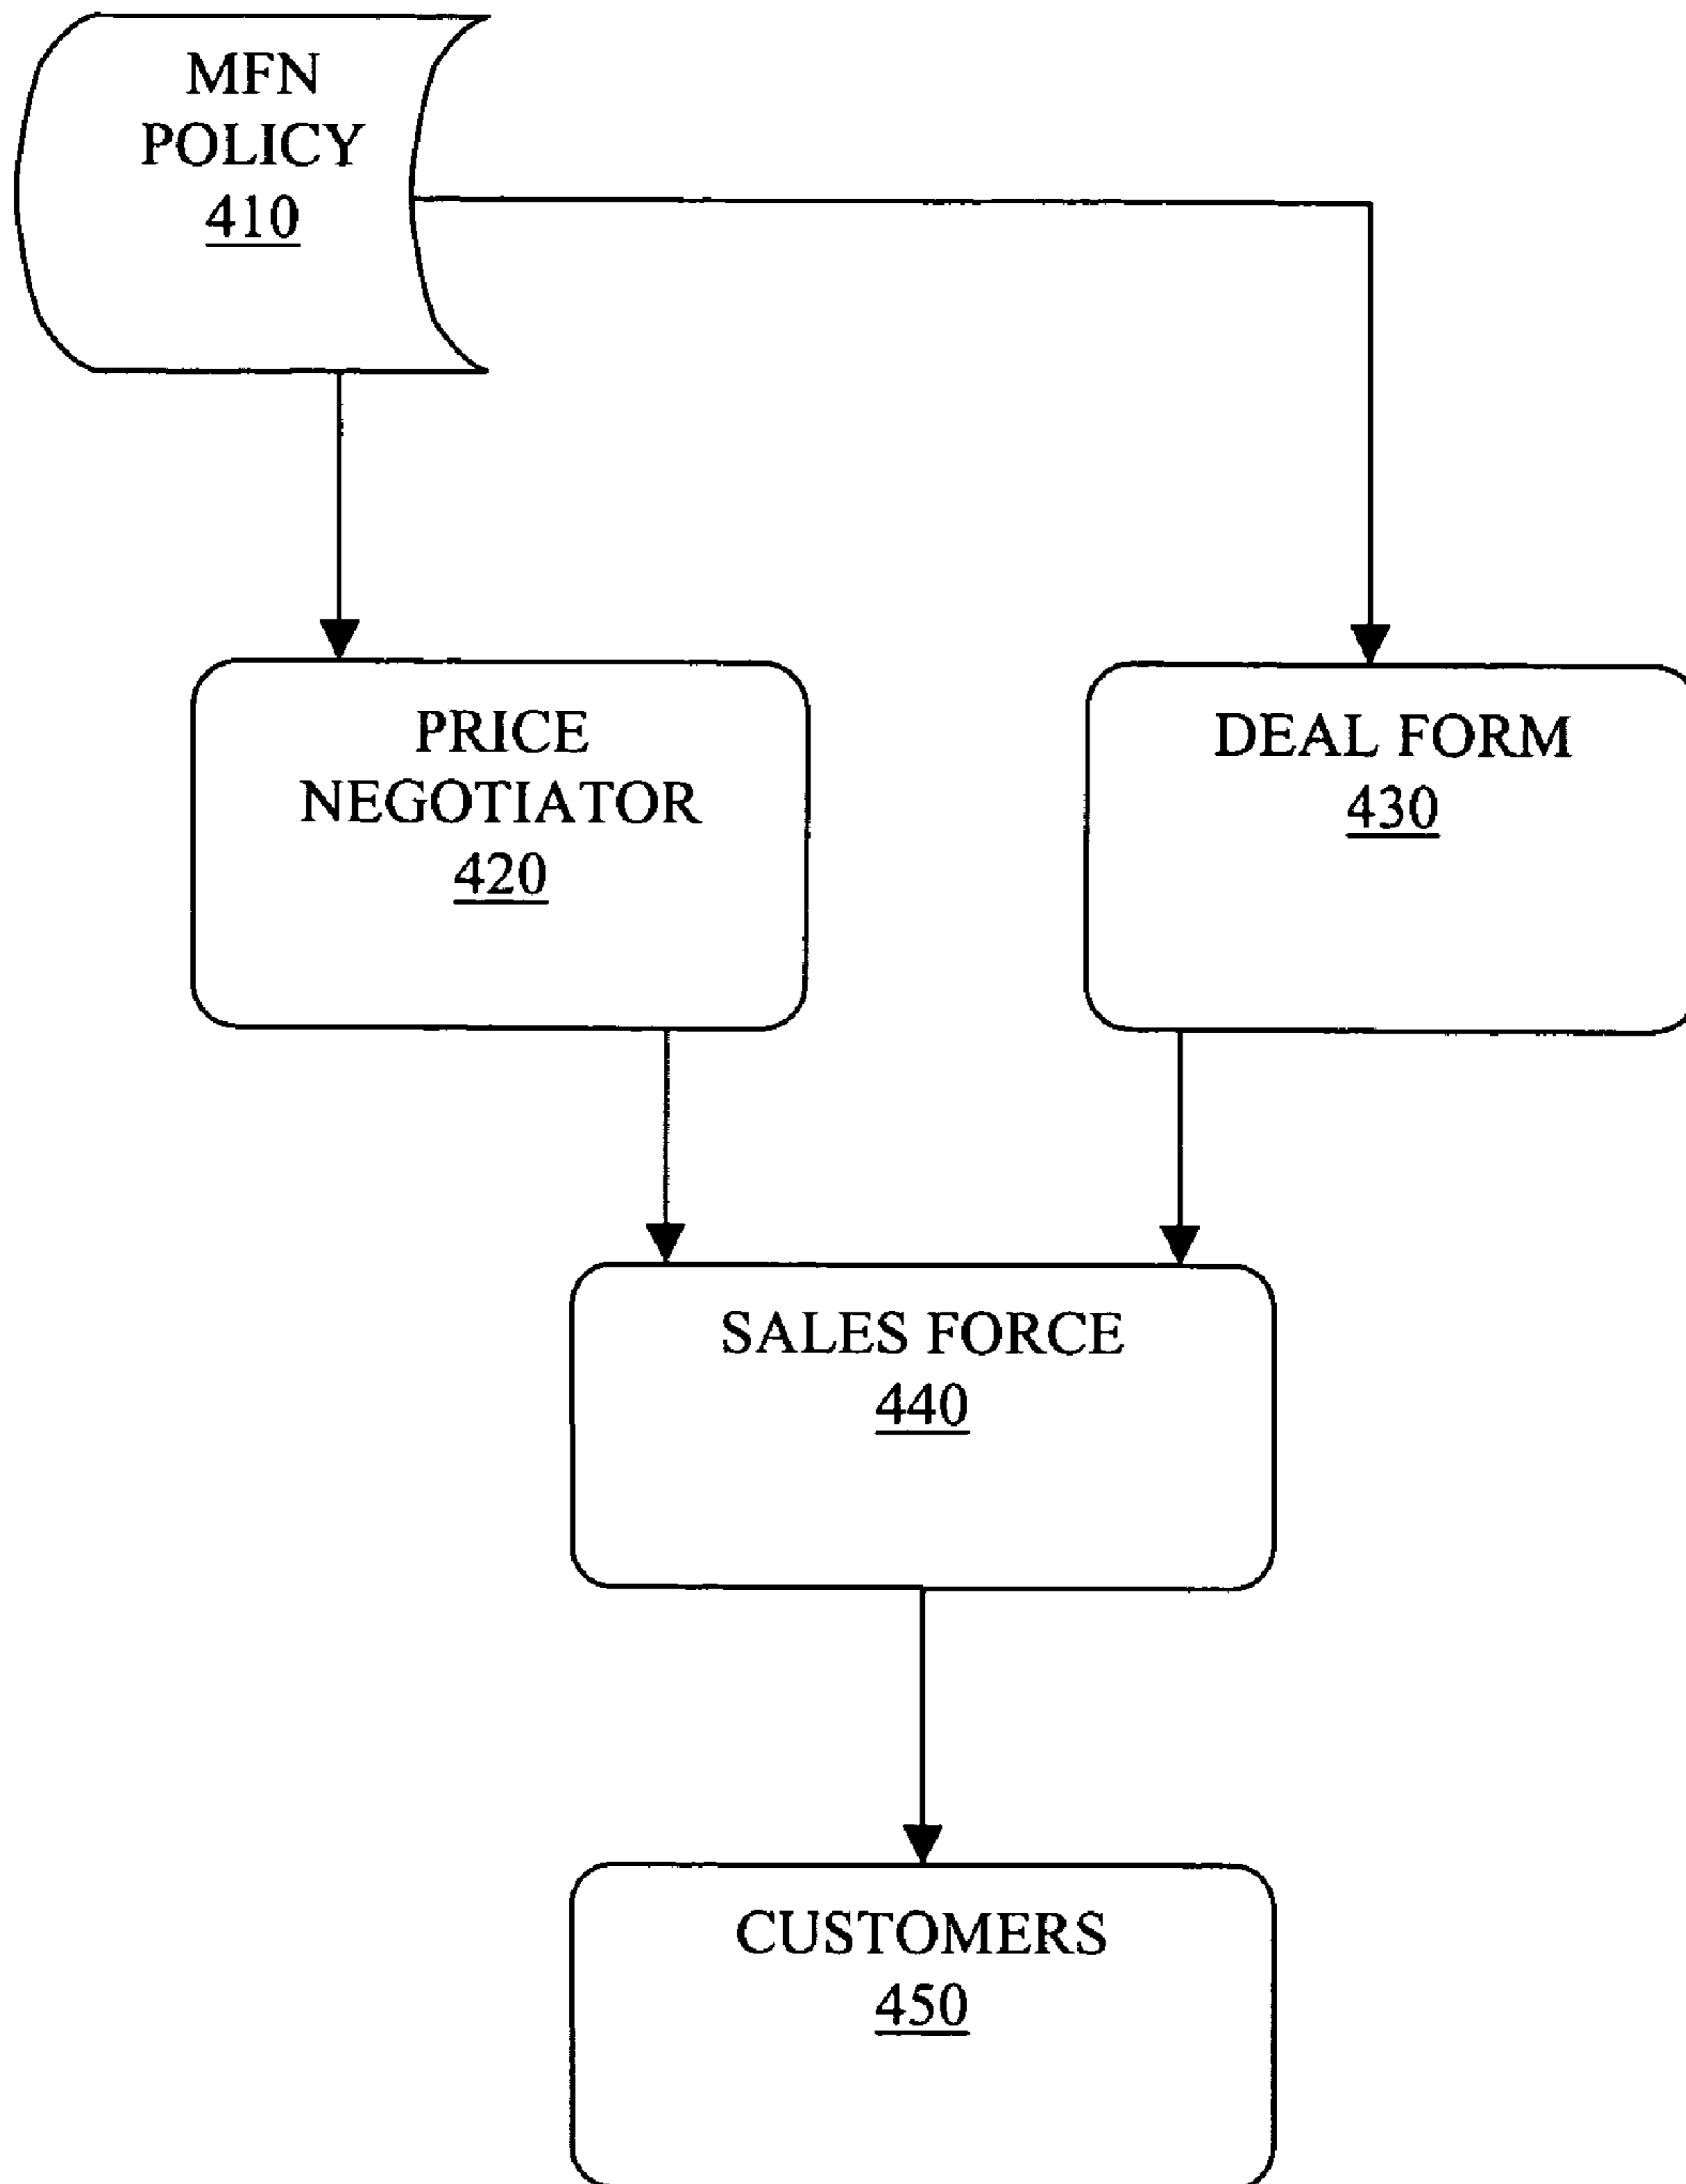 MFN
POLICY
410
PRICE
NEGOTIATOR
420
DEAL FORM
430
SALES FORCE
440
CUSTOMERS
450